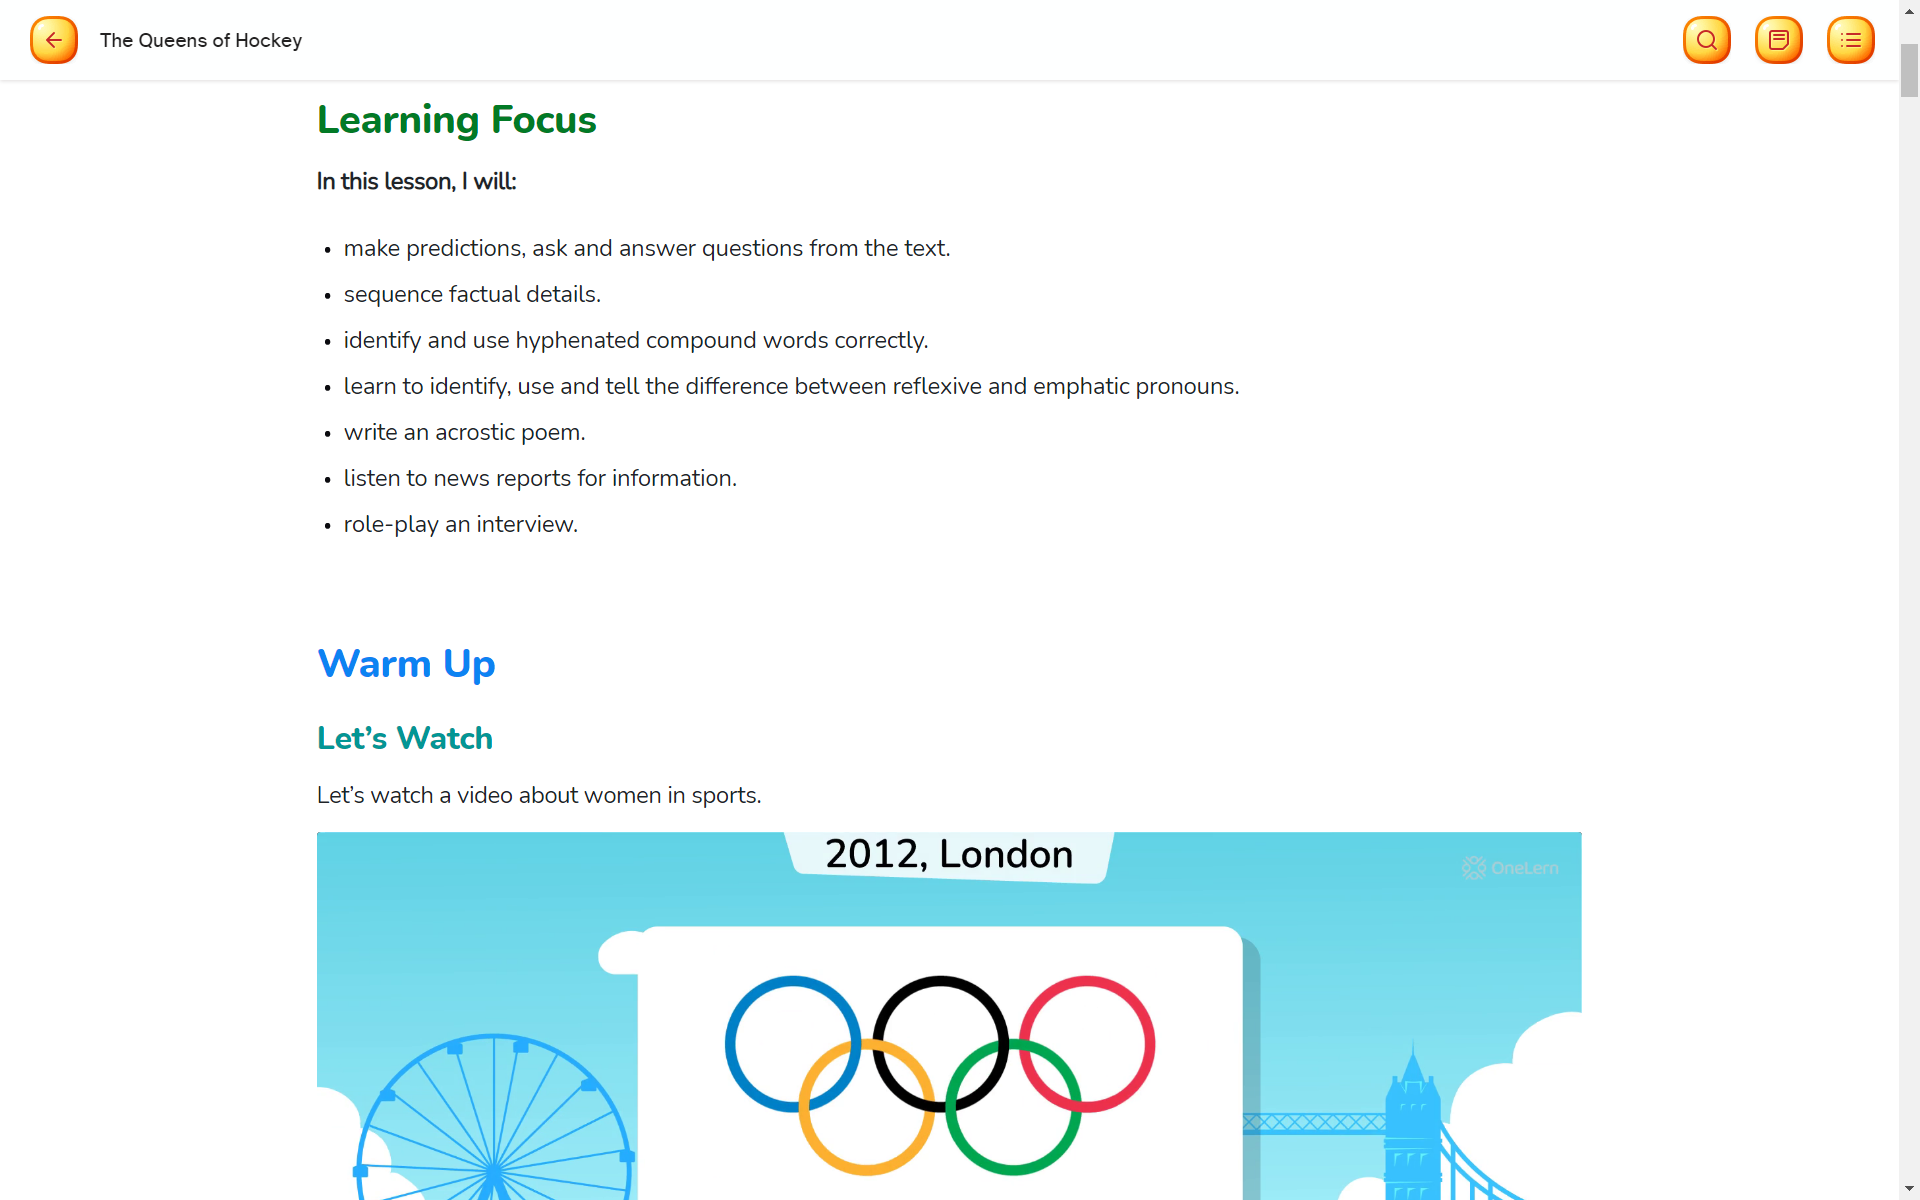 The Queens of Hockey
Learning Focus
In this lesson, I will:
• make predictions, ask and answer questions from the text.
• sequence factual details.
• identify and use hyphenated compound words correctly.
• learn to identify, use and tell the difference between reflexive and emphatic pronouns.
• write an acrostic poem.
• listen to news reports for information.
• role-play an interview.
Warm Up
Let’s Watch
Let’s watch a video about women in sports.
2012, London
OneLern